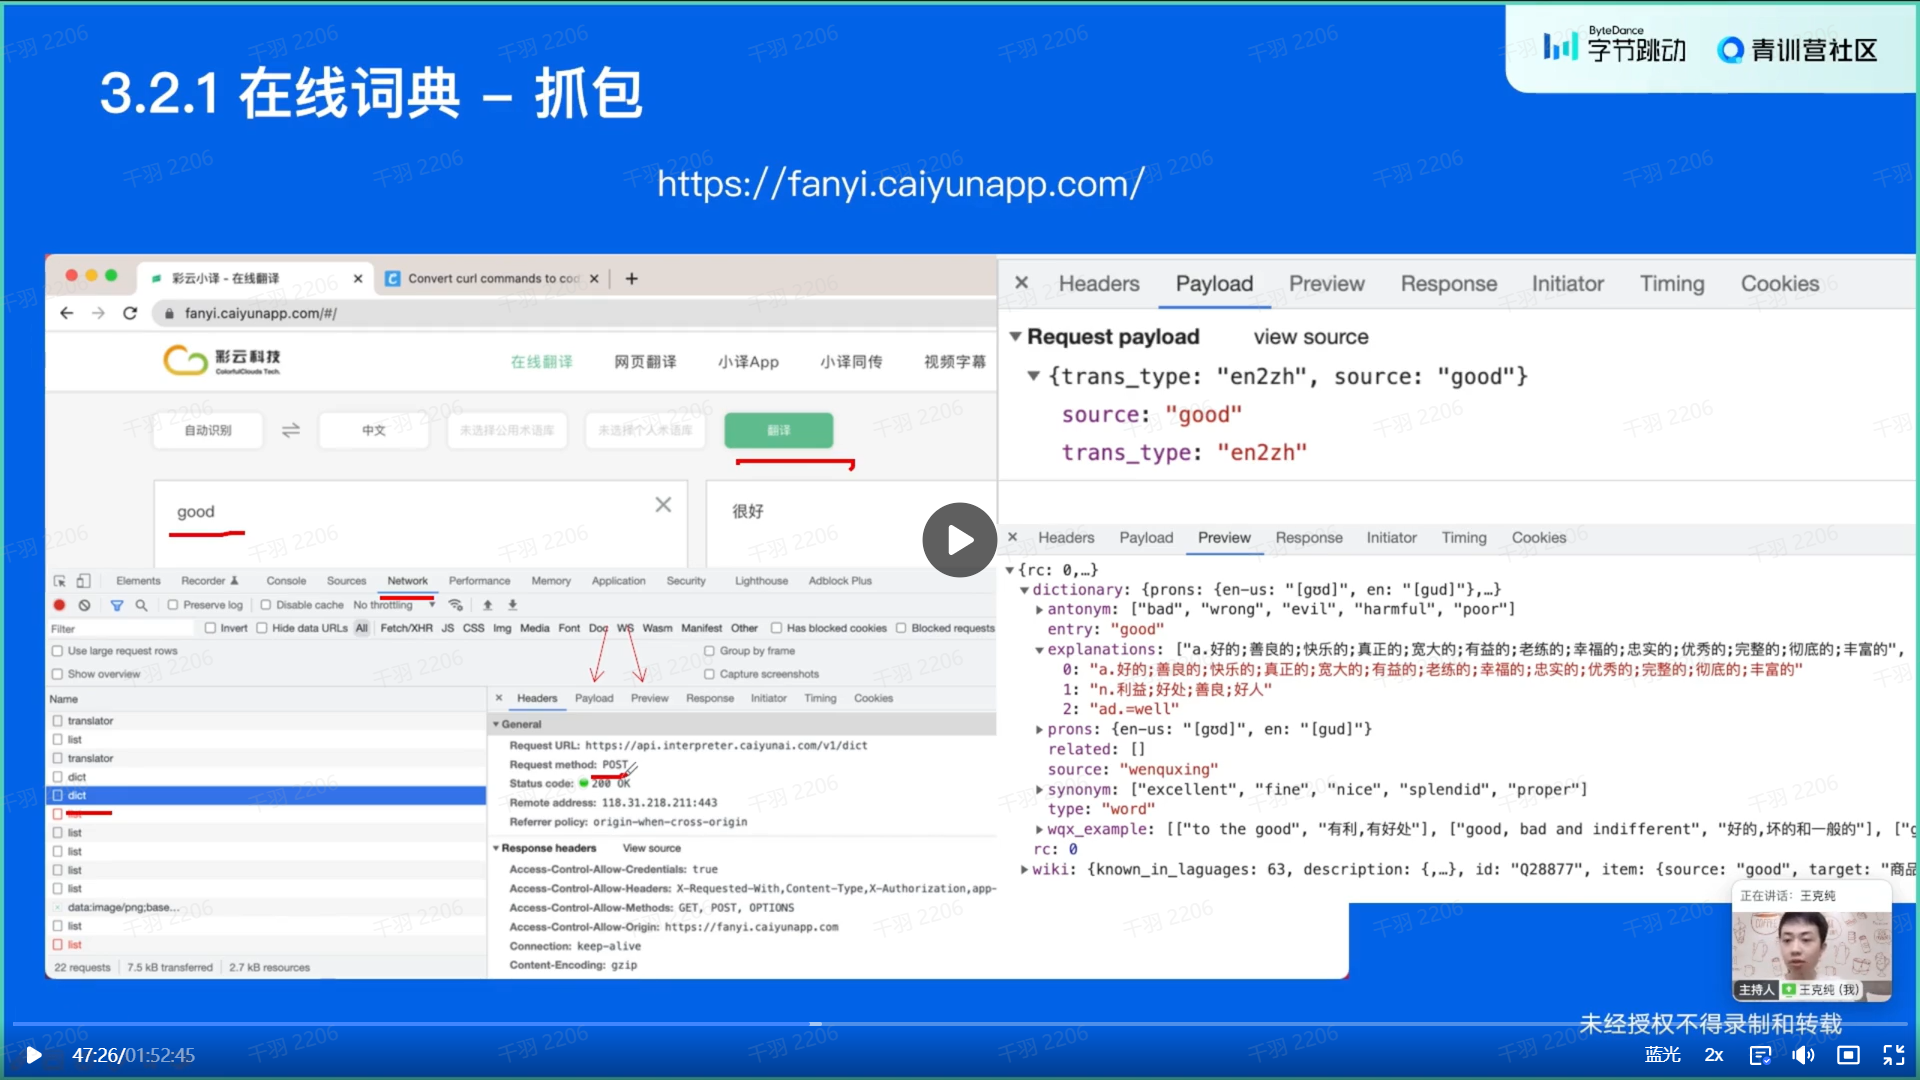 3.2.1 在线词典 – 抓包
ByteDance
字节跳动
青训营社区
https://fanyi.caiyunapp.com/
彩云小译 - 在线翻译
Convert curl commands to cod
fanyi.caiyunapp.com/#/
彩云科技
ColorfulClouds Tech.
在线翻译 网页翻译 小译App 小译同传 视频字幕
自动识别 中文 未选择公用术语库 未选择个人术语库 翻译
good
很好
Elements Recorder Console Sources Network Performance Memory Application Security Lighthouse Adblock Plus
Preserve log Disable cache No throttling
Filter Invert Hide data URLs All Fetch/XHR JS CSS Img Media Font Doc WS Wasm Manifest Other Has blocked cookies Blocked requests
Use large request rows Group by frame
Show overview Capture screenshots
Name
translator
list
translator
dict
dict
list
list
list
list
list
data:image/png;base...
list
list
22 requests 7.5 kB transferred 2.7 kB resources
Headers Payload Preview Response Initiator Timing Cookies
General
Request URL: https://api.interpreter.caiyunai.com/v1/dict
Request method: POST
Status code: 200 OK
Remote address: 118.31.218.211:443
Referrer policy: origin-when-cross-origin
Response headers View source
Access-Control-Allow-Credentials: true
Access-Control-Allow-Headers: X-Requested-With,Content-Type,X-Authorization,app-
Access-Control-Allow-Methods: GET, POST, OPTIONS
Access-Control-Allow-Origin: https://fanyi.caiyunapp.com
Connection: keep-alive
Content-Encoding: gzip
Headers Payload Preview Response Initiator Timing Cookies
Request payload view source
{trans_type: "en2zh", source: "good"}
source: "good"
trans_type: "en2zh"
Headers Payload Preview Response Initiator Timing Cookies
{rc: 0,…}
dictionary: {prons: {en-us: "[gʊd]", en: "[gud]"},…}
antonym: ["bad", "wrong", "evil", "harmful", "poor"]
entry: "good"
explanations: ["a.好的;善良的;快乐的;真正的;宽大的;有益的;老练的;幸福的;忠实的;优秀的;完整的;彻底的;丰富的",
0: "a.好的;善良的;快乐的;真正的;宽大的;有益的;老练的;幸福的;忠实的;优秀的;完整的;彻底的;丰富的"
1: "n.利益;好处;善良;好人"
2: "ad.=well"
prons: {en-us: "[gʊd]", en: "[gud]"}
related: []
source: "wenquxing"
synonym: ["excellent", "fine", "nice", "splendid", "proper"]
type: "word"
wqx_example: [["to the good", "有利,有好处"], ["good, bad and indifferent", "好的,坏的和一般的"], ["g
rc: 0
wiki: {known_in_laguages: 63, description: {,…}, id: "Q28877", item: {source: "good", target: "商品
正在讲话: 王克纯
主持人 王克纯 (我)
未经授权不得录制和转载
47:26/01:52:45
蓝光 2x
千羽 2206